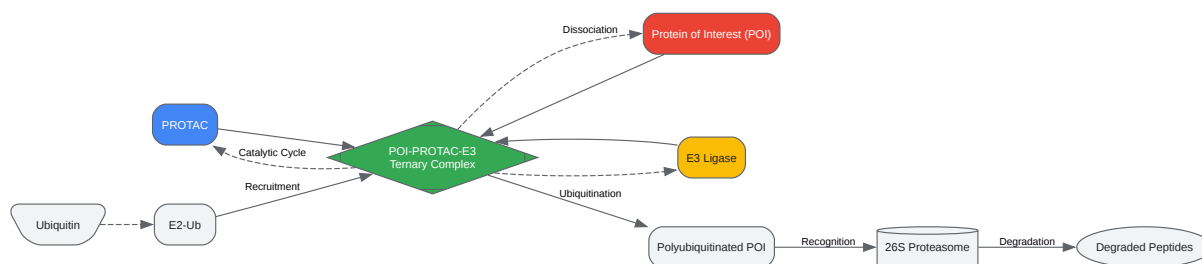 Dissociation
Protein of Interest (POI)
PROTAC
Catalytic Cycle
POI-PROTAC-E3
Ternary Complex
E3 Ligase
Recruitment
Ubiquitination
Ubiquitin
E2-Ub
Polyubiquitinated POI
Recognition
26S Proteasome
Degradation
Degraded Peptides